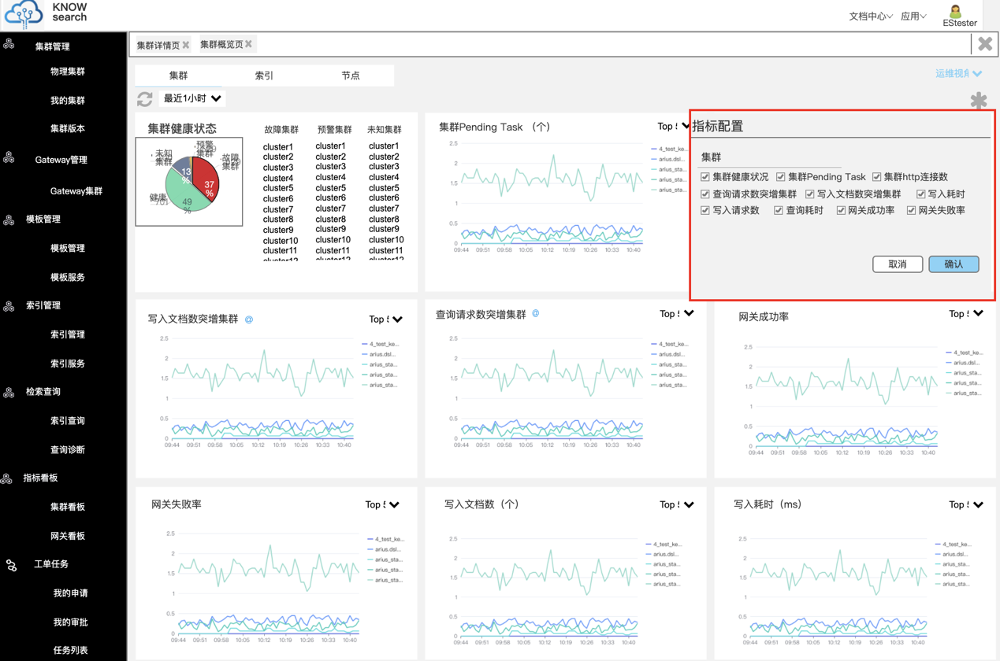 KNOW
search
文档中心 应用
EStester
集群管理
物理集群
我的集群
集群版本
Gateway管理
Gateway集群
模板管理
模板管理
模板服务
索引管理
索引管理
索引服务
检索查询
索引查询
查询诊断
指标看板
集群看板
网关看板
工单任务
我的申请
我的审批
任务列表
集群详情页 集群概览页
集群 索引 节点
运维视角
最近1小时
集群健康状态
故障集群 预警集群 未知集群
cluster1 cluster1 cluster1
cluster2 cluster2 cluster2
cluster3 cluster3 cluster3
cluster4 cluster4 cluster4
cluster5 cluster5 cluster5
cluster6 cluster6 cluster6
cluster7 cluster7 cluster7
cluster8 cluster8 cluster8
cluster9 cluster9 cluster9
cluster10 cluster10 cluster10
cluster11 cluster11 cluster11
cluster12 cluster12 cluster12
未知集群
预警集群
故障集群
健康
13%
37%
49%
集群Pending Task （个）
Top
2.5
2
1.5
1
0.5
0
09:44 09:51 09:58 10:05 10:12 10:19 10:26 10:33 10:40
4_test_ke...
arius.dsl...
arius_sta...
arius_sta...
arius_sta...
指标配置
集群
集群健康状况 集群Pending Task 集群http连接数
查询请求数突增集群 写入文档数突增集群 写入耗时
写入请求数 查询耗时 网关成功率 网关失败率
取消 确认
写入文档数突增集群 @
Top
2.5
2
1.5
1
0.5
0
09:44 09:51 09:58 10:05 10:12 10:19 10:26 10:33 10:40
4_test_ke...
arius.dsl...
arius_sta...
arius_sta...
arius_sta...
查询请求数突增集群 @
Top
2.5
2
1.5
1
0.5
0
09:44 09:51 09:58 10:05 10:12 10:19 10:26 10:33 10:40
4_test_ke...
arius.dsl...
arius_sta...
arius_sta...
arius_sta...
网关成功率
Top
2.5
2
1.5
1
0.5
0
09:44 09:51 09:58 10:05 10:12 10:19 10:26 10:33 10:40
4_test_ke...
arius.dsl...
arius_sta...
arius_sta...
arius_sta...
网关失败率
Top
2.5
2
1.5
1
0.5
0
09:44 09:51 09:58 10:05 10:12 10:19 10:26 10:33 10:40
4_test_ke...
arius.dsl...
arius_sta...
arius_sta...
arius_sta...
写入文档数（个）
Top
2.5
2
1.5
1
0.5
0
09:44 09:51 09:58 10:05 10:12 10:19 10:26 10:33 10:40
4_test_ke...
arius.dsl...
arius_sta...
arius_sta...
arius_sta...
写入耗时（ms）
Top
2.5
2
1.5
1
0.5
0
09:44 09:51 09:58 10:05 10:12 10:19 10:26 10:33 10:40
4_test_ke...
arius.dsl...
arius_sta...
arius_sta...
arius_sta...